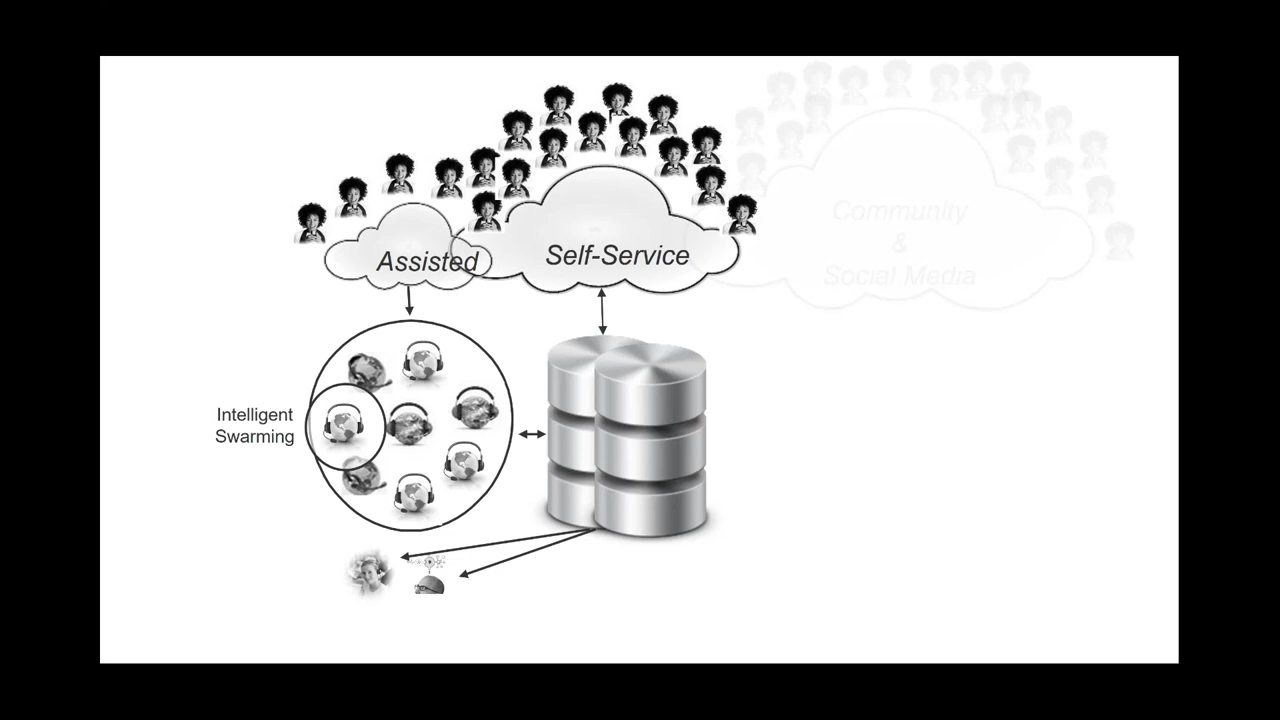 Assisted
Self-Service
Community
&
Social Media
Intelligent
Swarming